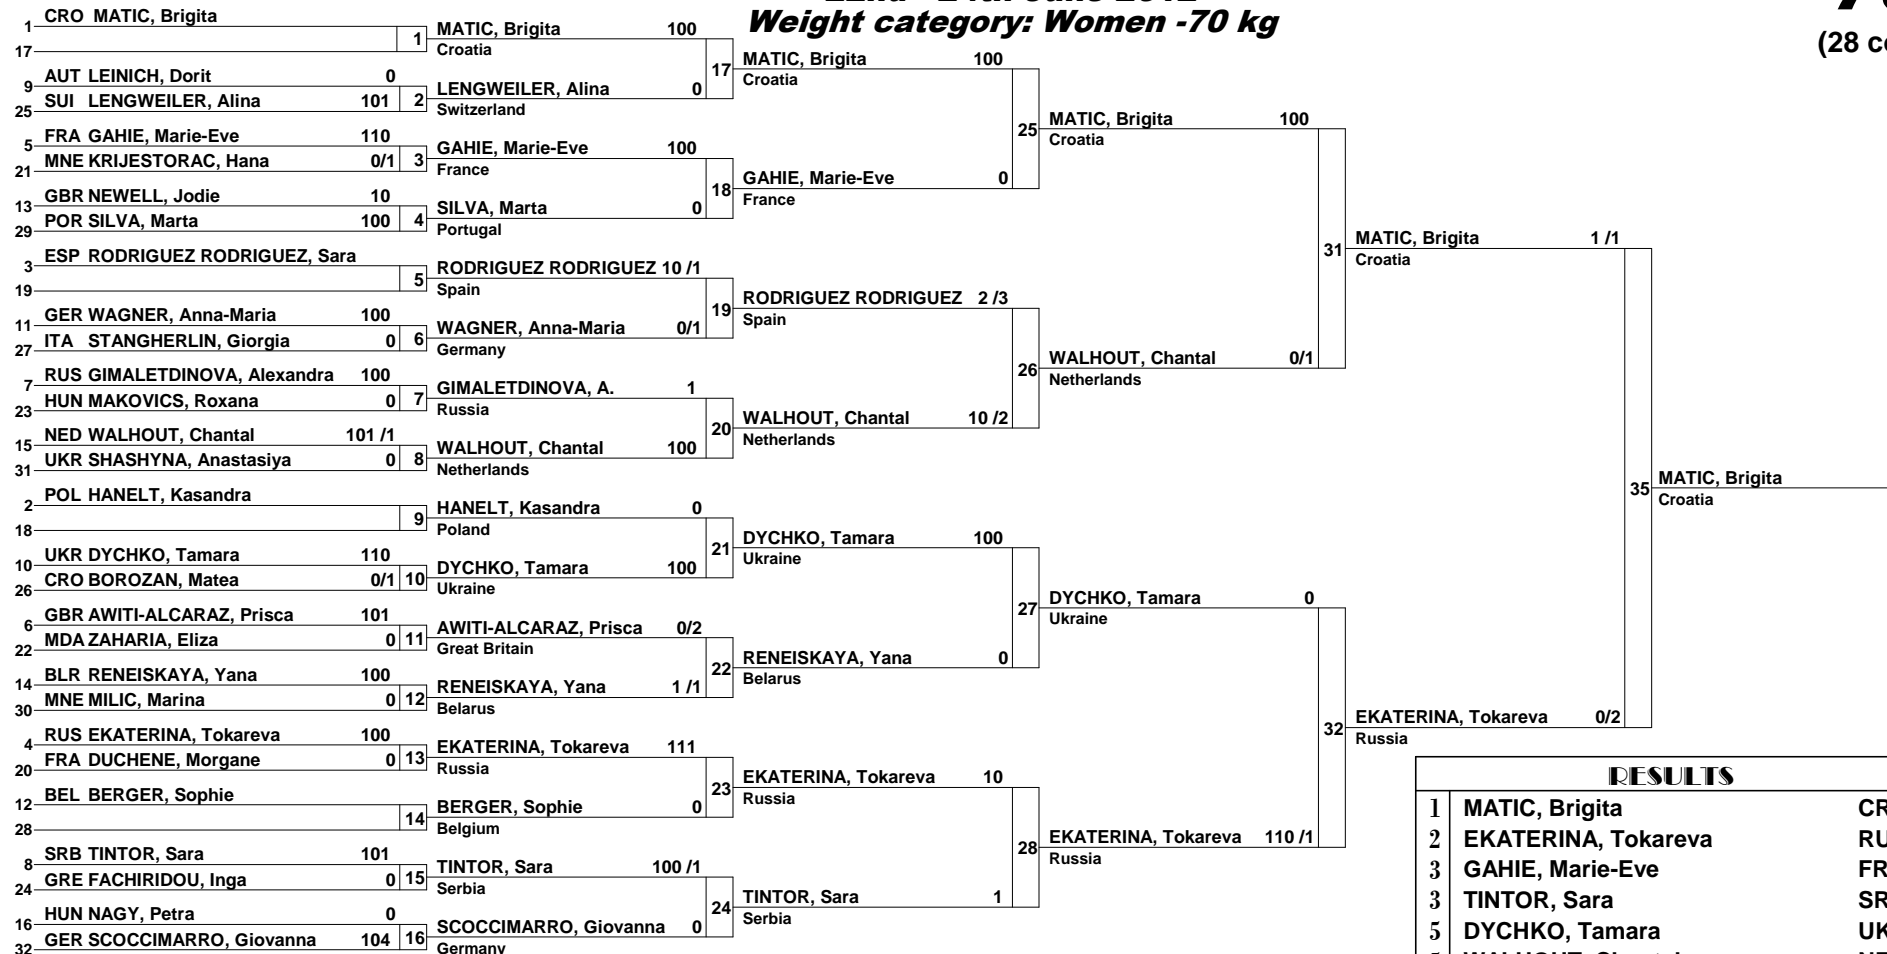 Weight category: Women -70 kg
1 CRO MATIC, Brigita
17
1
9 AUT LEINICH, Dorit 0
25 SUI LENGWEILER, Alina 101
2
5 FRA GAHIE, Marie-Eve 110
21 MNE KRIJESTORAC, Hana 0/1
3
13 GBR NEWELL, Jodie 10
29 POR SILVA, Marta 100
4
3 ESP RODRIGUEZ RODRIGUEZ, Sara
19
5
11 GER WAGNER, Anna-Maria 100
27 ITA STANGHERLIN, Giorgia 0
6
7 RUS GIMALETDINOVA, Alexandra 100
23 HUN MAKOVICS, Roxana 0
7
15 NED WALHOUT, Chantal 101 /1
31 UKR SHASHYNA, Anastasiya 0
8
2 POL HANELT, Kasandra
18
9
10 UKR DYCHKO, Tamara 110
26 CRO BOROZAN, Matea 0/1
10
6 GBR AWITI-ALCARAZ, Prisca 101
22 MDA ZAHARIA, Eliza 0
11
14 BLR RENEISKAYA, Yana 100
30 MNE MILIC, Marina 0
12
4 RUS EKATERINA, Tokareva 100
20 FRA DUCHENE, Morgane 0
13
12 BEL BERGER, Sophie
28
14
8 SRB TINTOR, Sara 101
24 GRE FACHIRIDOU, Inga 0
15
16 HUN NAGY, Petra 0
32 GER SCOCCIMARRO, Giovanna 104
16
MATIC, Brigita 100
Croatia
17
LENGWEILER, Alina 0
Switzerland
GAHIE, Marie-Eve 100
France
18
SILVA, Marta 0
Portugal
RODRIGUEZ RODRIGUEZ 10 /1
Spain
19
WAGNER, Anna-Maria 0/1
Germany
GIMALETDINOVA, A. 1
Russia
20
WALHOUT, Chantal 100
Netherlands
HANELT, Kasandra 0
Poland
21
DYCHKO, Tamara 100
Ukraine
AWITI-ALCARAZ, Prisca 0/2
Great Britain
22
RENEISKAYA, Yana 1 /1
Belarus
EKATERINA, Tokareva 111
Russia
23
BERGER, Sophie 0
Belgium
TINTOR, Sara 100 /1
Serbia
24
SCOCCIMARRO, Giovanna 0
Germany
MATIC, Brigita 100
Croatia
25
GAHIE, Marie-Eve 0
France
RODRIGUEZ RODRIGUEZ 2 /3
Spain
26
WALHOUT, Chantal 10 /2
Netherlands
DYCHKO, Tamara 100
Ukraine
27
RENEISKAYA, Yana 0
Belarus
EKATERINA, Tokareva 10
Russia
28
TINTOR, Sara 1
Serbia
MATIC, Brigita 100
Croatia
31
WALHOUT, Chantal 0/1
Netherlands
DYCHKO, Tamara 0
Ukraine
32
EKATERINA, Tokareva 110 /1
Russia
MATIC, Brigita 1 /1
Croatia
35
EKATERINA, Tokareva 0/2
Russia
MATIC, Brigita
Croatia
RESULTS
1 MATIC, Brigita
2 EKATERINA, Tokareva
3 GAHIE, Marie-Eve
3 TINTOR, Sara
5 DYCHKO, Tamara
(28